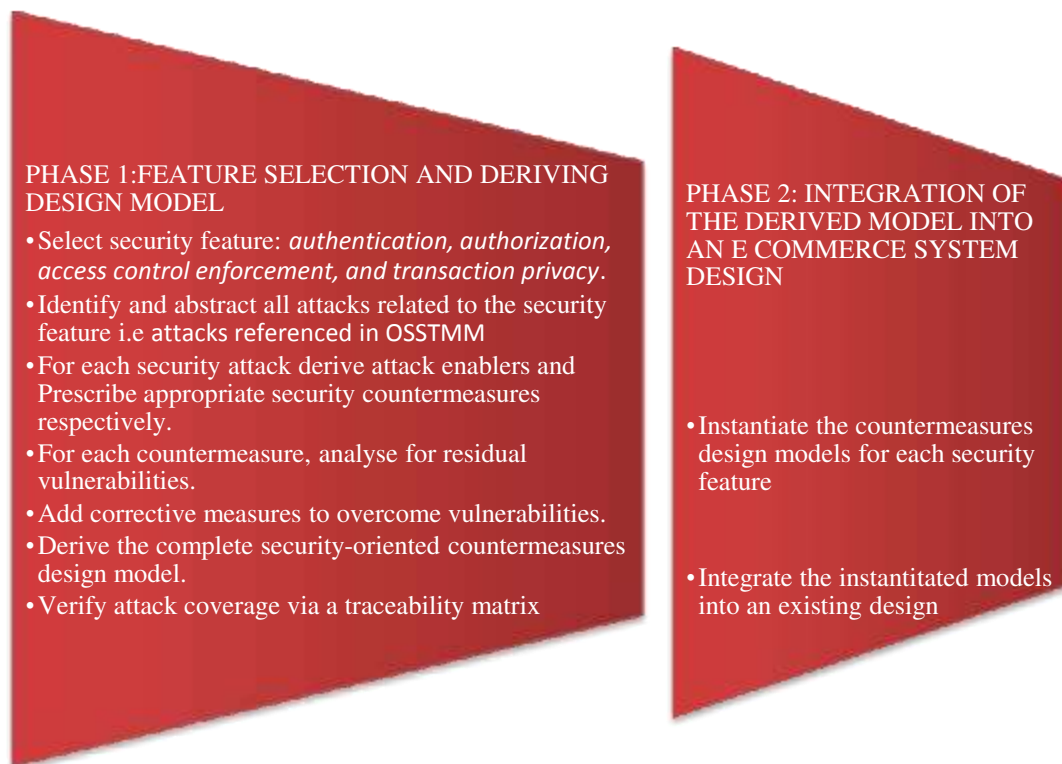 PHASE 1:FEATURE SELECTION AND DERIVING
DESIGN MODEL
•Select security feature: authentication, authorization,
access control enforcement, and transaction privacy.
•Identify and abstract all attacks related to the security
feature i.e attacks referenced in OSSTMM
•For each security attack derive attack enablers and
Prescribe appropriate security countermeasures
respectively.
•For each countermeasure, analyse for residual
vulnerabilities.
•Add corrective measures to overcome vulnerabilities.
•Derive the complete security-oriented countermeasures
design model.
•Verify attack coverage via a traceability matrix
PHASE 2: INTEGRATION OF
THE DERIVED MODEL INTO
AN E COMMERCE SYSTEM
DESIGN
•Instantiate the countermeasures
design models for each security
feature
•Integrate the instantitated models
into an existing design